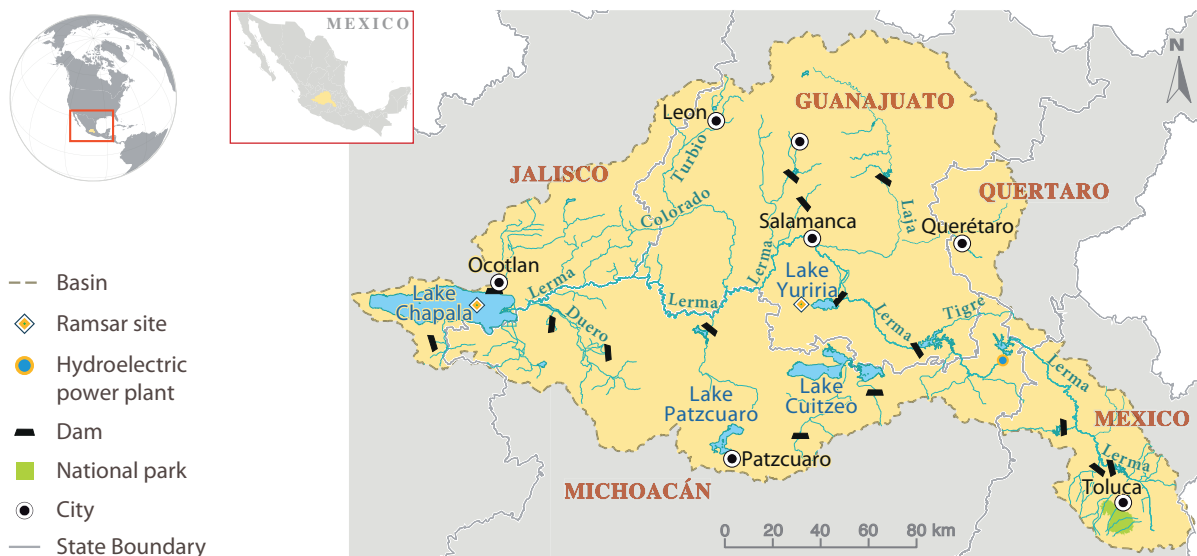 MEXICO
N
GUANAJUATO
Leon
Turbio
JALISCO
QUERTARO
Colorado
Laja
Salamanca
Querétaro
Lerma
Ocotlan
Lake
Yuriria
Lerma
Lake
Chapala
Lerma
Tigre
Duero
Lerma
Lerma
Lake
Cuitzeo
Lake
Patzcuaro
MEXICO
Lerma
Patzcuaro
Toluca
MICHOACÁN
0 20 40 60 80 km
Basin
Ramsar site
Hydroelectric
power plant
Dam
National park
City
State Boundary